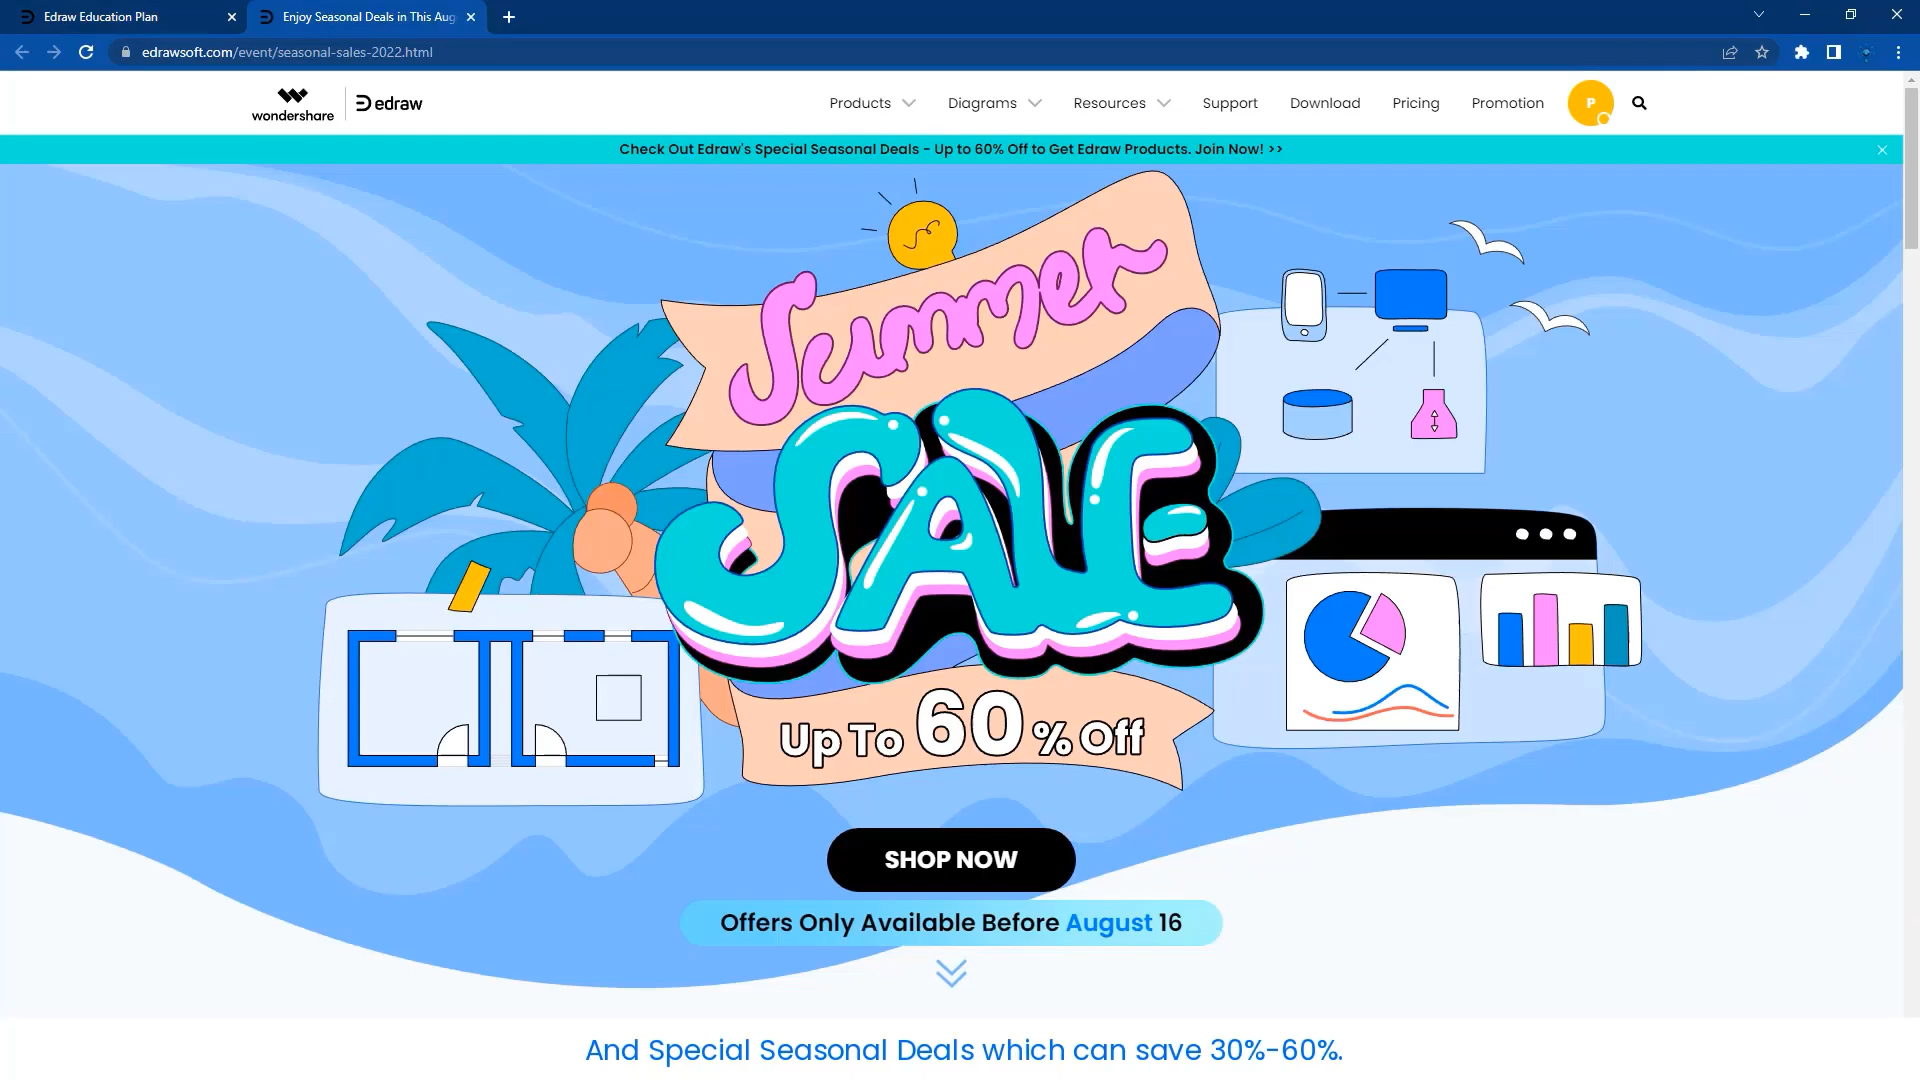 Edraw Education Plan
Enjoy Seasonal Deals in This Aug
edrawsoft.com/event/seasonal-sales-2022.html
wondershare
edraw
Products
Diagrams
Resources
Support
Download
Pricing
Promotion
P
Check Out Edraw's Special Seasonal Deals - Up to 60% Off to Get Edraw Products. Join Now! >>
Summer
SALE
Up To 60% Off
SHOP NOW
Offers Only Available Before August 16
And Special Seasonal Deals which can save 30%-60%.